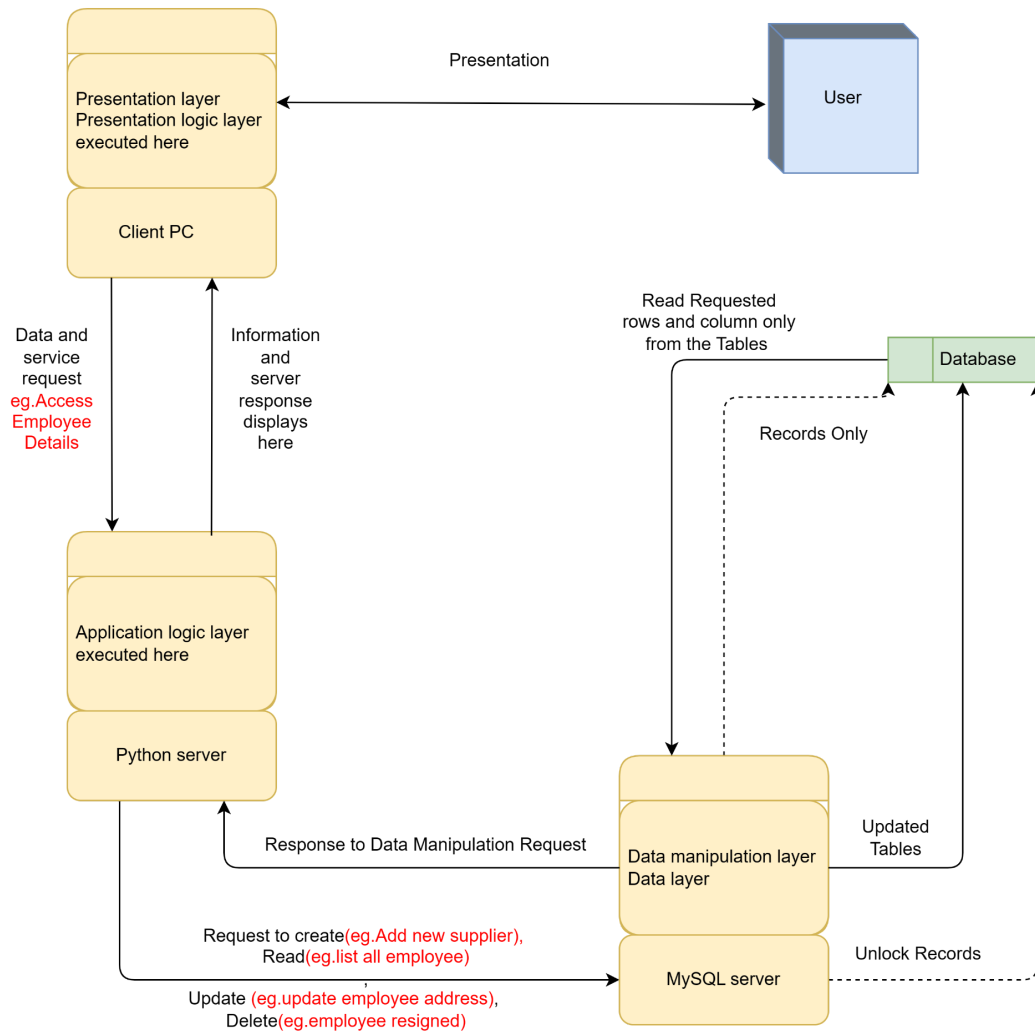 Presentation
Presentation layer
Presentation logic layer
executed here
User
Client PC
Data and
service
request
eg.Access
Employee
Details
Information
and
server
response
displays
here
Read Requested
rows and column only
from the Tables
Database
Records Only
Application logic layer
executed here
Python server
Response to Data Manipulation Request
Data manipulation layer
Data layer
Updated
Tables
Request to create(eg.Add new supplier),
Read(eg.list all employee)
,
Update (eg.update employee address),
Delete(eg.employee resigned)
MySQL server
Unlock Records